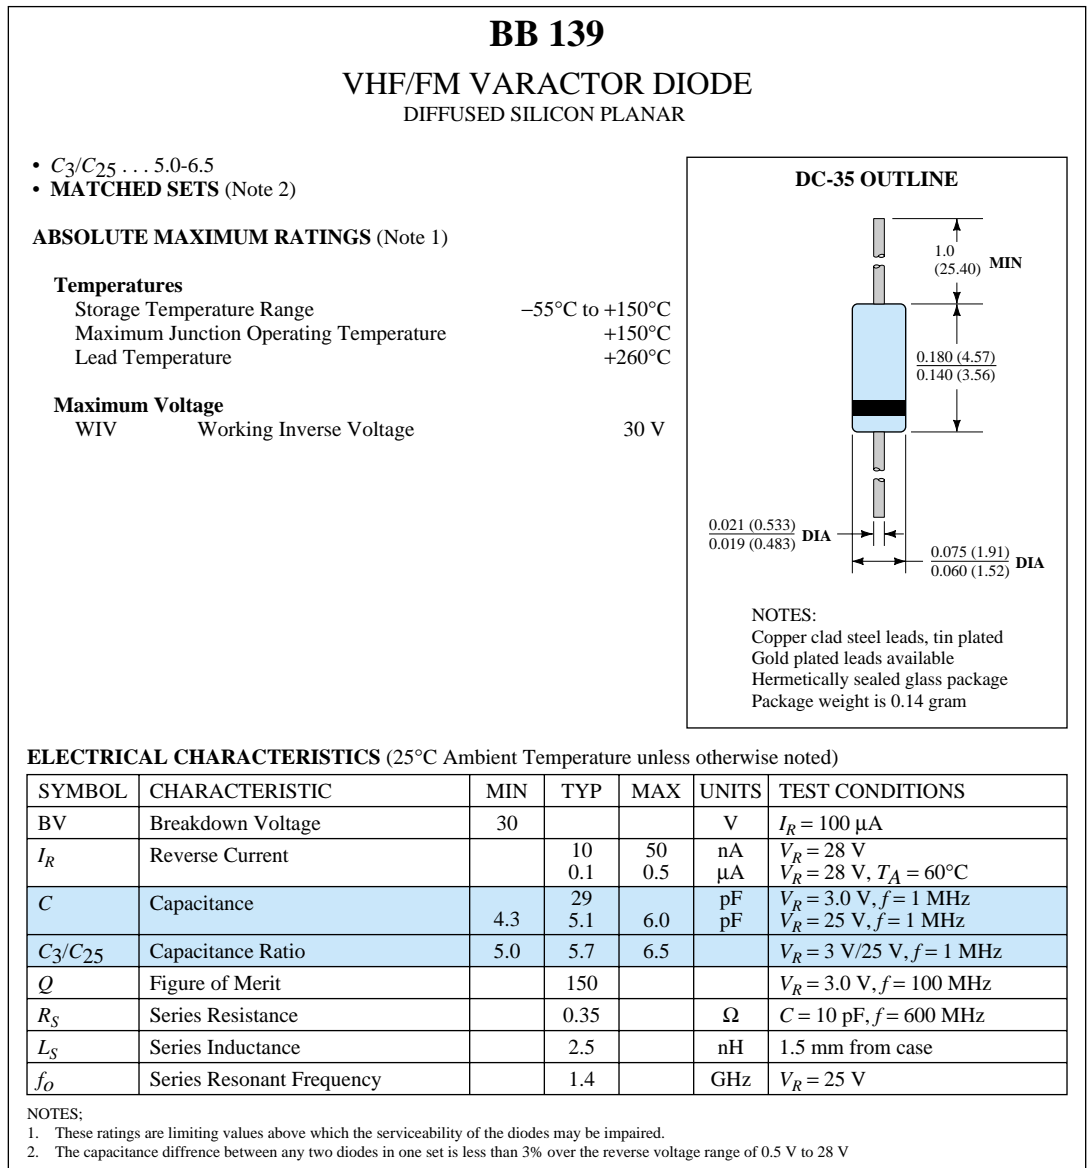 BB 139
VHF/FM VARACTOR DIODE
DIFFUSED SILICON PLANAR
• C3/C25 . . . 5.0-6.5
• MATCHED SETS (Note 2)
ABSOLUTE MAXIMUM RATINGS (Note 1)
Temperatures
Storage Temperature Range −55°C to +150°C
Maximum Junction Operating Temperature +150°C
Lead Temperature +260°C
Maximum Voltage
WIV Working Inverse Voltage 30 V
DC-35 OUTLINE
1.0
(25.40) MIN
0.180 (4.57)
0.140 (3.56)
0.021 (0.533)
0.019 (0.483) DIA
0.075 (1.91)
0.060 (1.52) DIA
NOTES:
Copper clad steel leads, tin plated
Gold plated leads available
Hermetically sealed glass package
Package weight is 0.14 gram
ELECTRICAL CHARACTERISTICS (25°C Ambient Temperature unless otherwise noted)
SYMBOL CHARACTERISTIC MIN TYP MAX UNITS TEST CONDITIONS
BV Breakdown Voltage 30 V IR = 100 µA
IR Reverse Current 10 50 nA VR = 28 V
0.1 0.5 µA VR = 28 V, TA = 60°C
C Capacitance 29 pF VR = 3.0 V, f = 1 MHz
4.3 5.1 6.0 pF VR = 25 V, f = 1 MHz
C3/C25 Capacitance Ratio 5.0 5.7 6.5 VR = 3 V/25 V, f = 1 MHz
Q Figure of Merit 150 VR = 3.0 V, f = 100 MHz
RS Series Resistance 0.35 Ω C = 10 pF, f = 600 MHz
LS Series Inductance 2.5 nH 1.5 mm from case
fo Series Resonant Frequency 1.4 GHz VR = 25 V
NOTES;
1. These ratings are limiting values above which the serviceability of the diodes may be impaired.
2. The capacitance diffrence between any two diodes in one set is less than 3% over the reverse voltage range of 0.5 V to 28 V